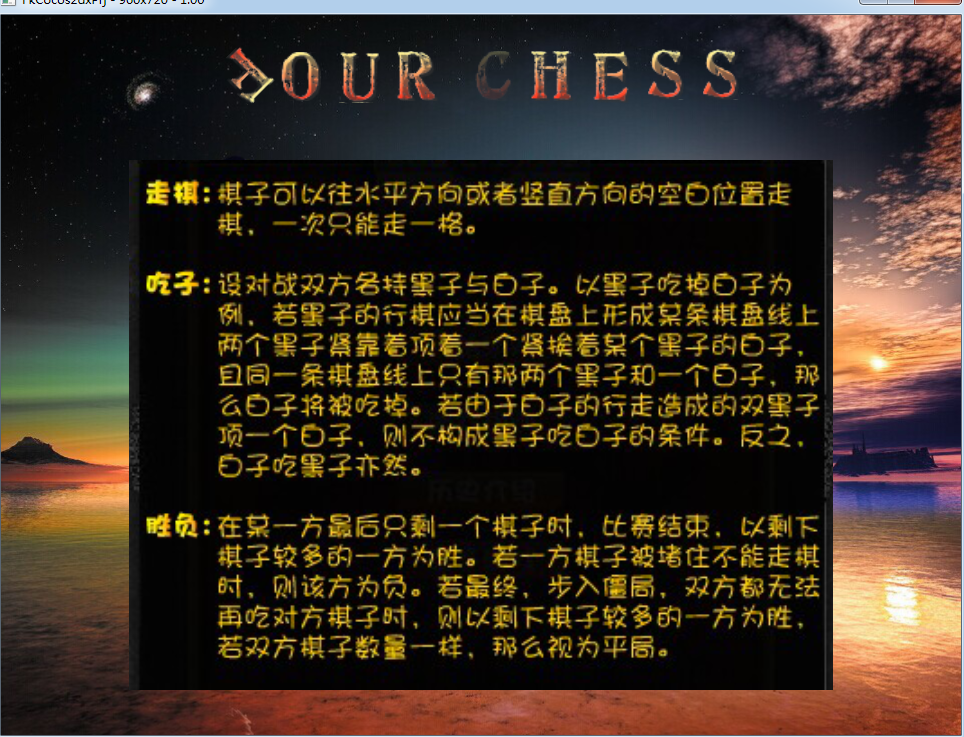 TkCocos2dxPrj - 900x720 - 1.00
FOUR CHESS
走棋：棋子可以往水平方向或者竖直方向的空白位置走
棋，一次只能走一格。
吃子：设对战双方各持黑子与白子。以黑子吃掉白子为
例，若黑子的行棋应当在棋盘上形成某条棋盘线上
两个黑子紧靠着顶着一个紧挨着某个黑子的白子，
且同一条棋盘线上只有那两个黑子和一个白子，那
么白子将被吃掉。若由于白子的行走造成的双黑子
顶一个白子，则不构成黑子吃白子的条件。反之，
白子吃黑子亦然。
历史介绍
胜负：在某一方最后只剩一个棋子时，比赛结束，以剩下
棋子较多的一方为胜。若一方棋子被堵住不能走棋
时，则该方为负。若最终，步入僵局，双方都无法
再吃对方棋子时，则以剩下棋子较多的一方为胜，
若双方棋子数量一样，那么视为平局。